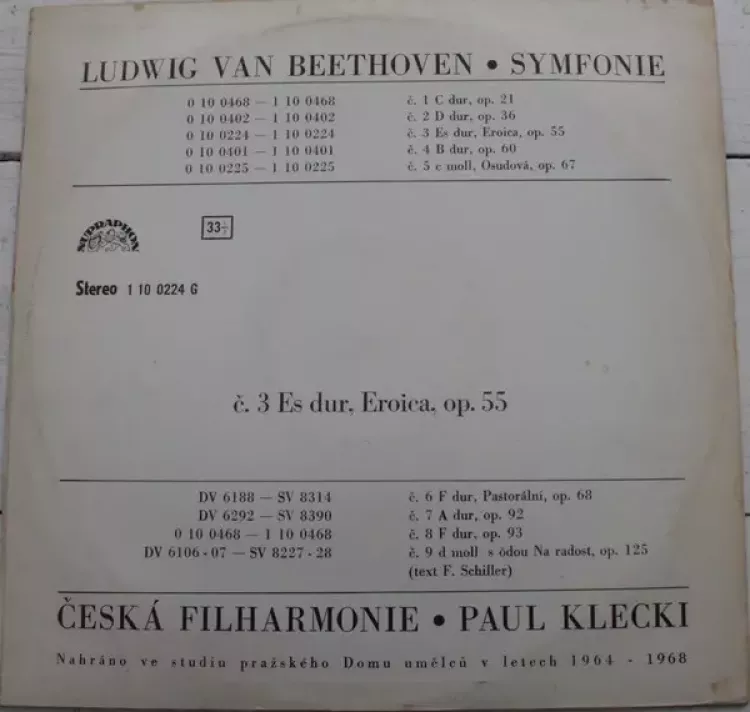 LUDWIG VAN BEETHOVEN • SYMFONIE
0 10 0468 — 1 10 0468 č. 1 C dur, op. 21
0 10 0402 — 1 10 0402 č. 2 D dur, op. 36
0 10 0224 — 1 10 0224 č. 3 Es dur, Eroica, op. 55
0 10 0401 — 1 10 0401 č. 4 B dur, op. 60
0 10 0225 — 1 10 0225 č. 5 c moll, Osudová, op. 67
SUPRAPHON
33⅓
Stereo 1 10 0224 G
č. 3 Es dur, Eroica, op. 55
DV 6188 — SV 8314 č. 6 F dur, Pastorální, op. 68
DV 6292 — SV 8390 č. 7 A dur, op. 92
0 10 0468 — 1 10 0468 č. 8 F dur, op. 93
DV 6106 - 07 — SV 8227 - 28 č. 9 d moll s ódou Na radost, op. 125
(text F. Schiller)
ČESKÁ FILHARMONIE • PAUL KLECKI
Nahráno ve studiu pražského Domu umělců v letech 1964 - 1968